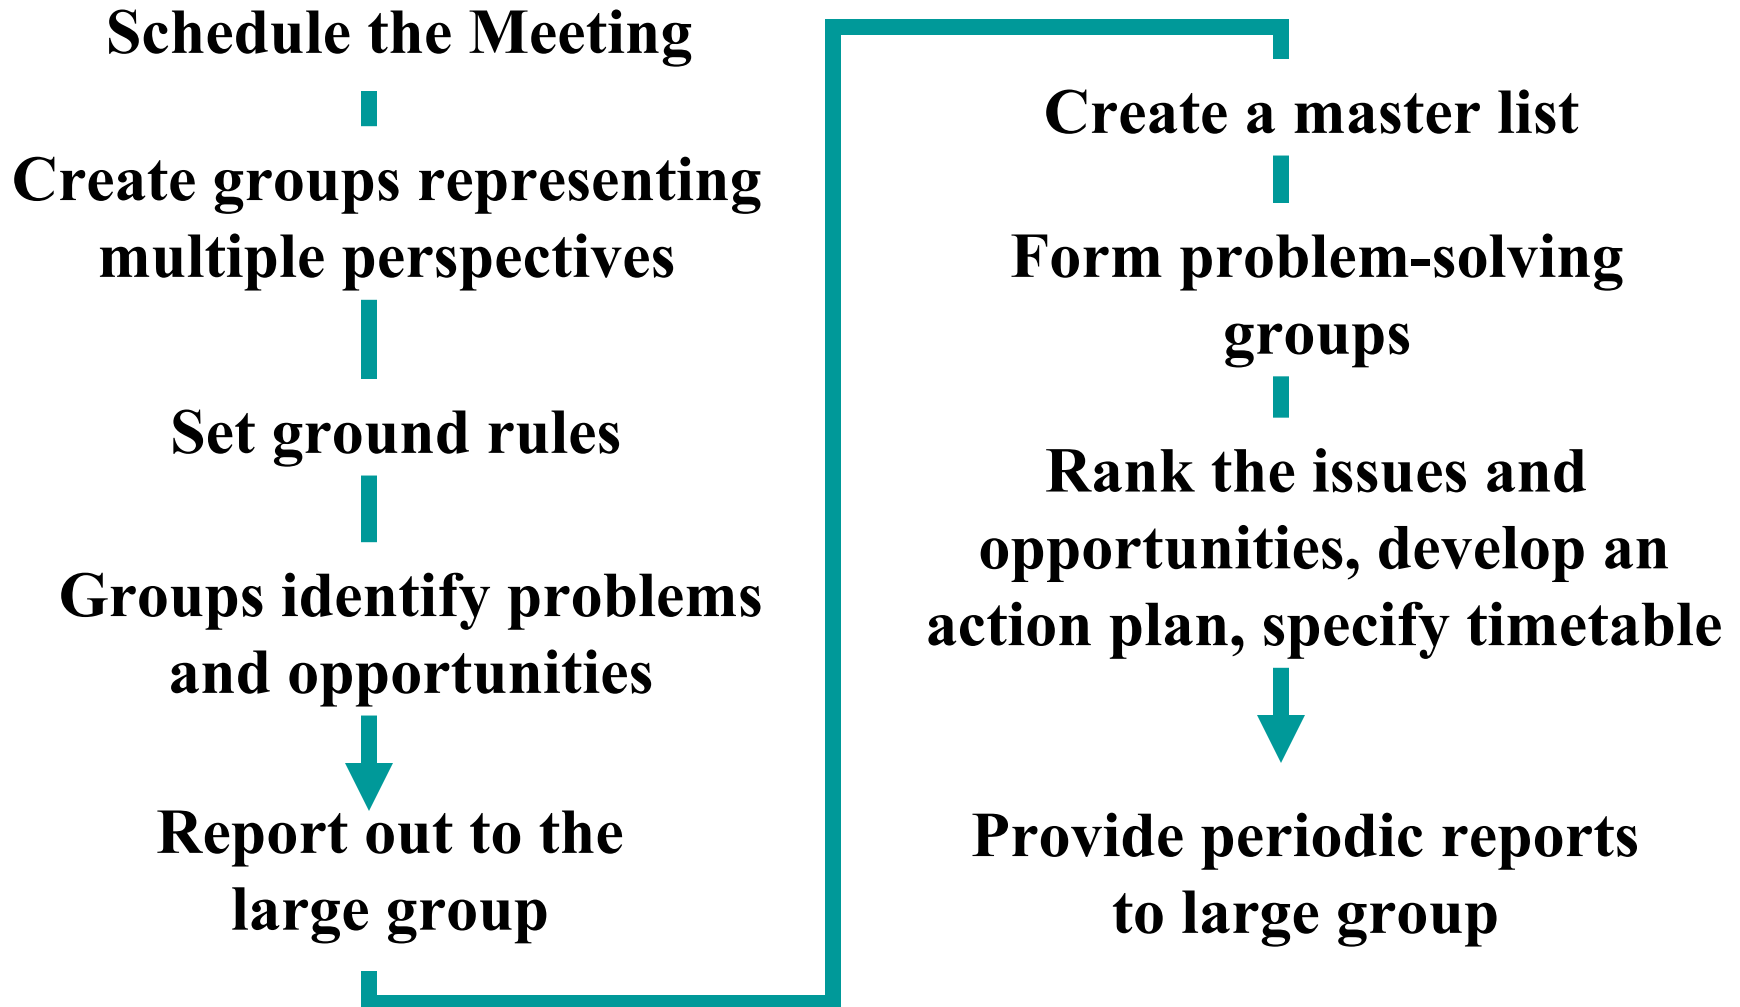 Schedule the Meeting
Create groups representing
multiple perspectives
Set ground rules
Groups identify problems
and opportunities
Report out to the
large group
Create a master list
Form problem-solving
groups
Rank the issues and
opportunities, develop an
action plan, specify timetable
Provide periodic reports
to large group